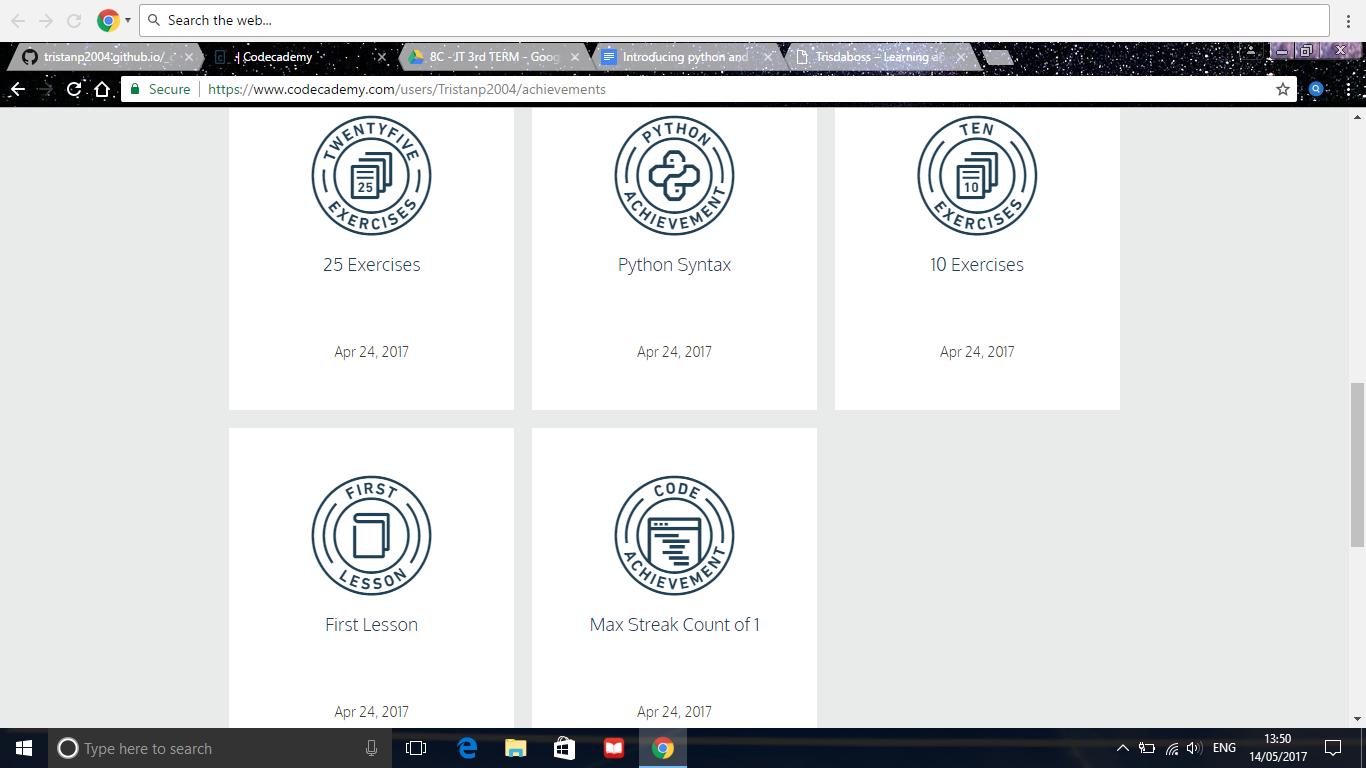 Search the web...
tristanp2004.github.io/
| Codecademy
8C - JT 3rd TERM - Goog
Introducing python and
Trisdaboss – Learning a
Secure
https://www.codecademy.com/users/Tristanp2004/achievements
TWENTYFIVE
25
EXERCISES
PYTHON
ACHIEVEMENT
TEN
10
EXERCISES
25 Exercises
Python Syntax
10 Exercises
Apr 24, 2017
Apr 24, 2017
Apr 24, 2017
FIRST
LESSON
CODE
ACHIEVEMENT
First Lesson
Max Streak Count of 1
Apr 24, 2017
Apr 24, 2017
Type here to search
ENG
13:50
14/05/2017